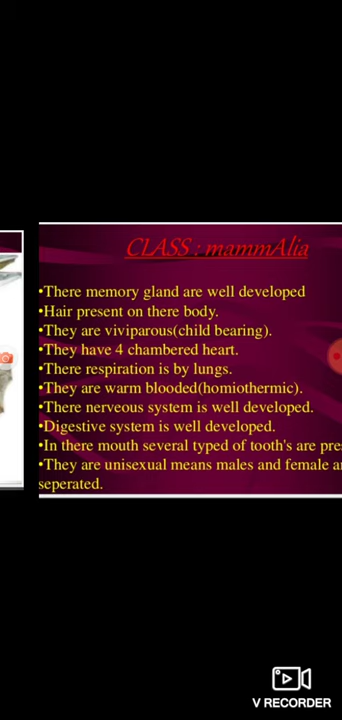 CLASS : mammAlia
•There memory gland are well developed
•Hair present on there body.
•They are viviparous(child bearing).
•They have 4 chambered heart.
•There respiration is by lungs.
•They are warm blooded(homiothermic).
•There nerveous system is well developed.
•Digestive system is well developed.
•In there mouth several typed of tooth's are
•They are unisexual means males and female
seperated.
V RECORDER